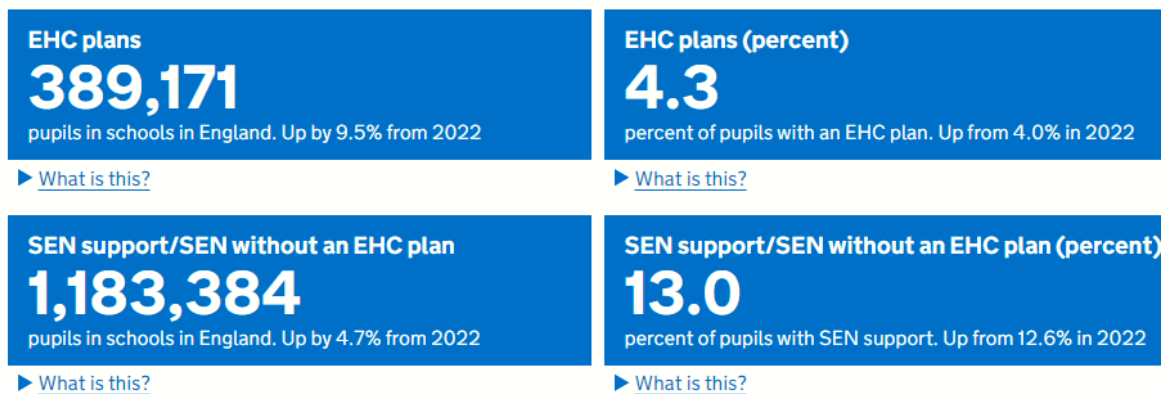 EHC plans
389,171
pupils in schools in England. Up by 9.5% from 2022
What is this?
EHC plans (percent)
4.3
percent of pupils with an EHC plan. Up from 4.0% in 2022
What is this?
SEN support/SEN without an EHC plan
1,183,384
pupils in schools in England. Up by 4.7% from 2022
What is this?
SEN support/SEN without an EHC plan (percent)
13.0
percent of pupils with SEN support. Up from 12.6% in 2022
What is this?